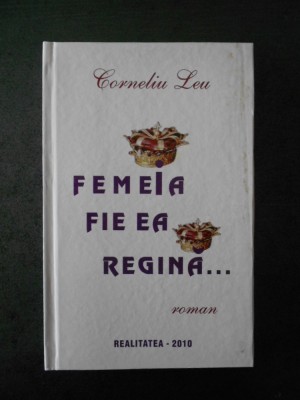 Corneliu Leu
FEMEIA
FIE EA
REGINA...
roman
REALITATEA - 2010